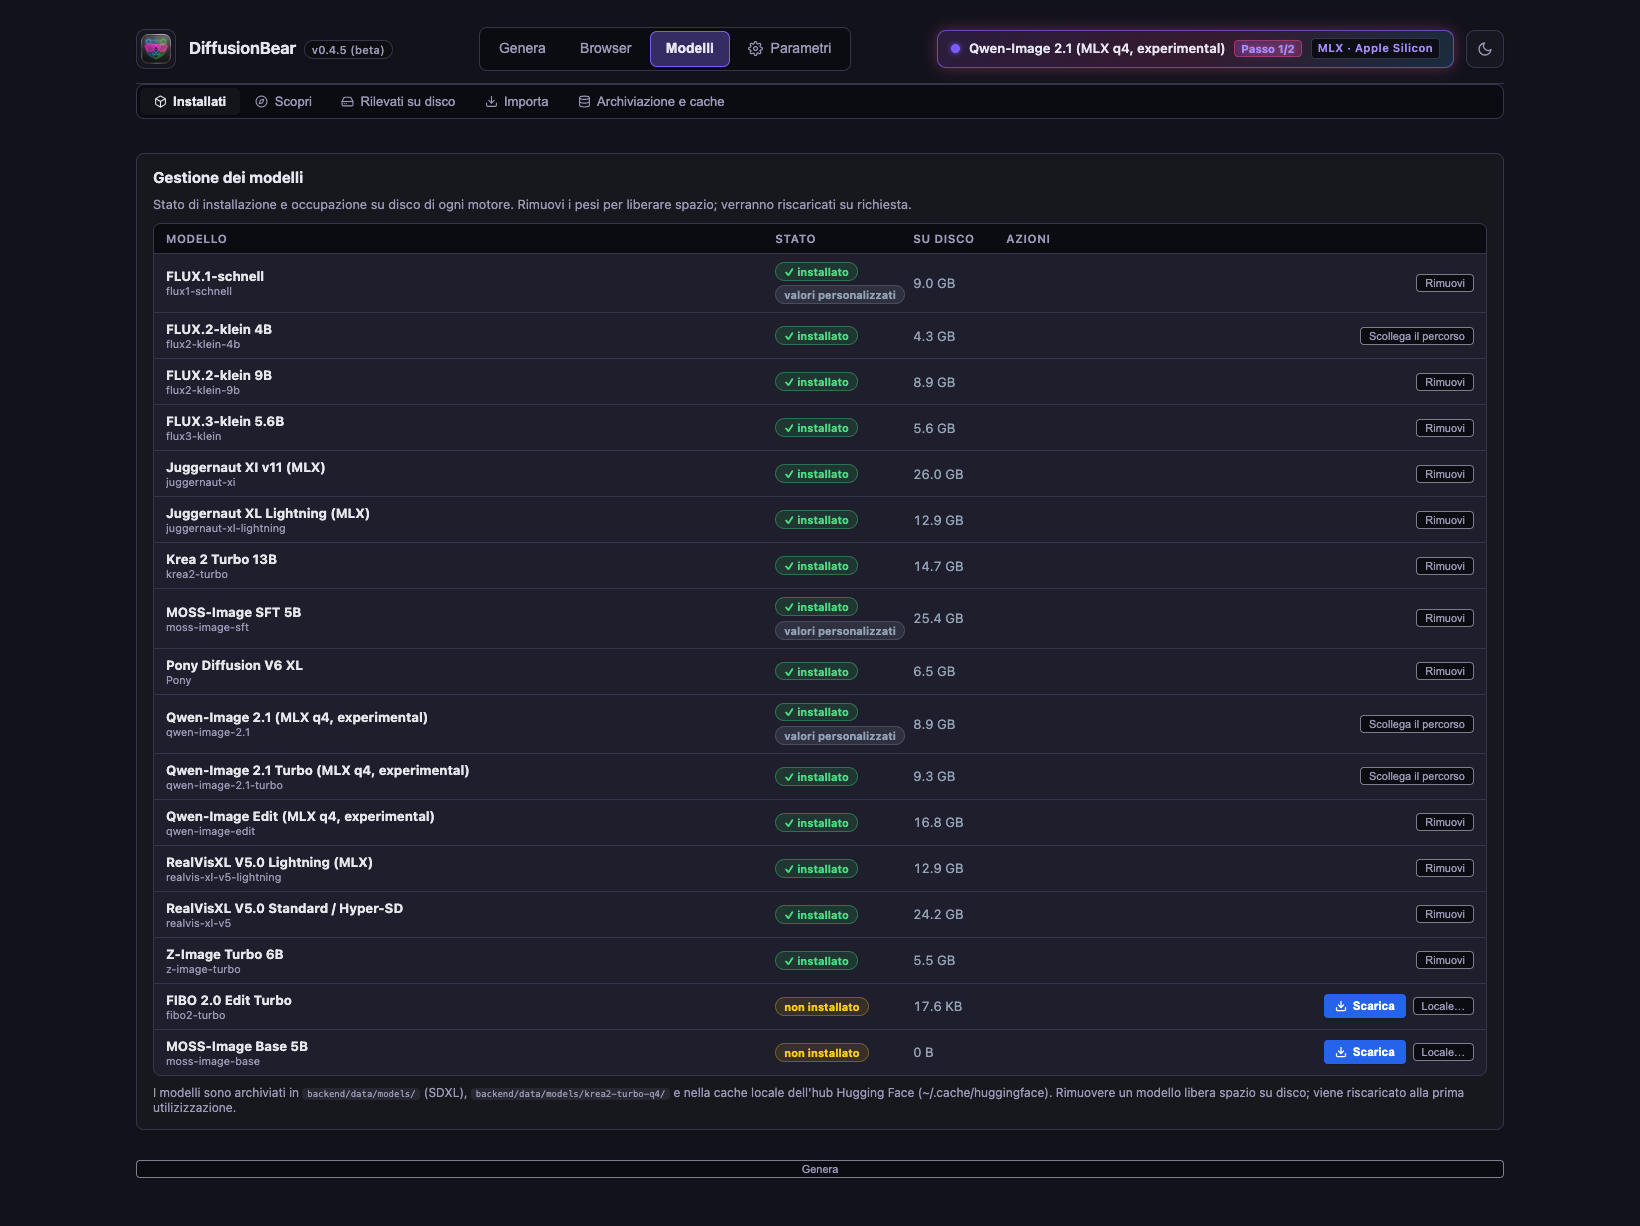 DiffusionBear v0.4.5 (beta)
Genera Browser Modelli Parametri
Qwen-Image 2.1 (MLX q4, experimental) Passo 1/2 MLX · Apple Silicon
Installati Scopri Rilevati su disco Importa Archiviazione e cache
Gestione dei modelli
Stato di installazione e occupazione su disco di ogni motore. Rimuovi i pesi per liberare spazio; verranno riscaricati su richiesta.
MODELLO STATO SU DISCO AZIONI
FLUX.1-schnell
flux1-schnell
✓ installato
valori personalizzati
9.0 GB
Rimuovi
FLUX.2-klein 4B
flux2-klein-4b
✓ installato
4.3 GB
Scollega il percorso
FLUX.2-klein 9B
flux2-klein-9b
✓ installato
8.9 GB
Rimuovi
FLUX.3-klein 5.6B
flux3-klein
✓ installato
5.6 GB
Rimuovi
Juggernaut XI v11 (MLX)
juggernaut-xi
✓ installato
26.0 GB
Rimuovi
Juggernaut XL Lightning (MLX)
juggernaut-xl-lightning
✓ installato
12.9 GB
Rimuovi
Krea 2 Turbo 13B
krea2-turbo
✓ installato
14.7 GB
Rimuovi
MOSS-Image SFT 5B
moss-image-sft
✓ installato
valori personalizzati
25.4 GB
Rimuovi
Pony Diffusion V6 XL
Pony
✓ installato
6.5 GB
Rimuovi
Qwen-Image 2.1 (MLX q4, experimental)
qwen-image-2.1
✓ installato
valori personalizzati
8.9 GB
Scollega il percorso
Qwen-Image 2.1 Turbo (MLX q4, experimental)
qwen-image-2.1-turbo
✓ installato
9.3 GB
Scollega il percorso
Qwen-Image Edit (MLX q4, experimental)
qwen-image-edit
✓ installato
16.8 GB
Rimuovi
RealVisXL V5.0 Lightning (MLX)
realvis-xl-v5-lightning
✓ installato
12.9 GB
Rimuovi
RealVisXL V5.0 Standard / Hyper-SD
realvis-xl-v5
✓ installato
24.2 GB
Rimuovi
Z-Image Turbo 6B
z-image-turbo
✓ installato
5.5 GB
Rimuovi
FIBO 2.0 Edit Turbo
fibo2-turbo
non installato
17.6 KB
Scarica
Locale...
MOSS-Image Base 5B
moss-image-base
non installato
0 B
Scarica
Locale...
I modelli sono archiviati in backend/data/models/ (SDXL), backend/data/models/krea2-turbo-q4/ e nella cache locale dell'hub Hugging Face (~/.cache/huggingface). Rimuovere un modello libera spazio su disco; viene riscaricato alla prima
utilizzazione.
Genera